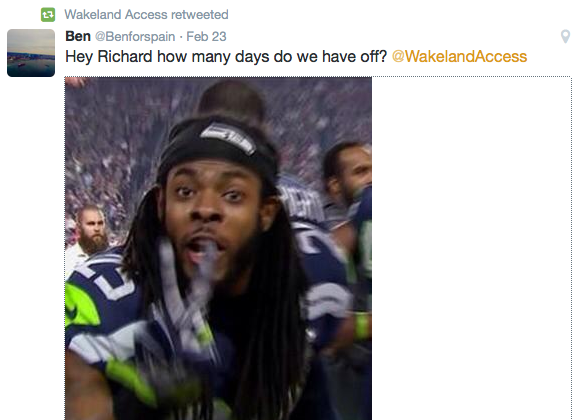 Wakeland Access retweeted
Ben @Benforspain · Feb 23
Hey Richard how many days do we have off? @WakelandAccess